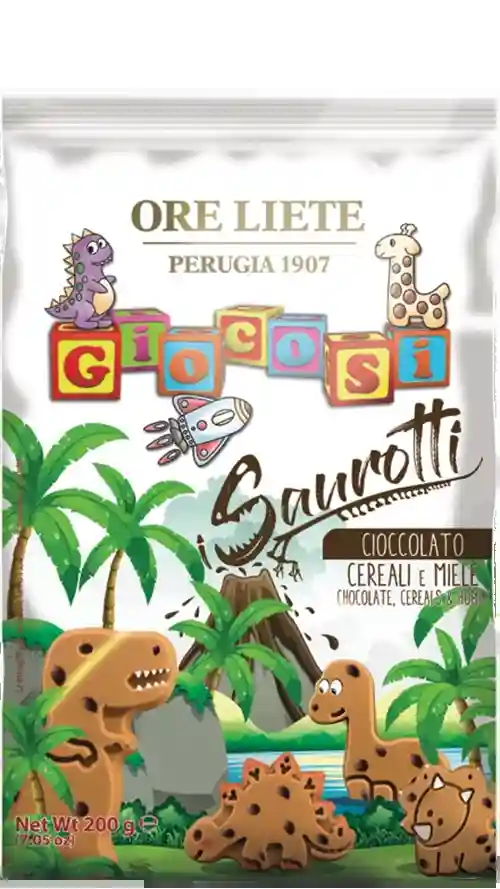 ORE LIETE
PERUGIA 1907
GiOCOSi
i Saurotti
CIOCCOLATO
CEREALI E MIELE
CHOCOLATE, CEREALS &
Net Wt 200 g ℮
(7.05 oz)